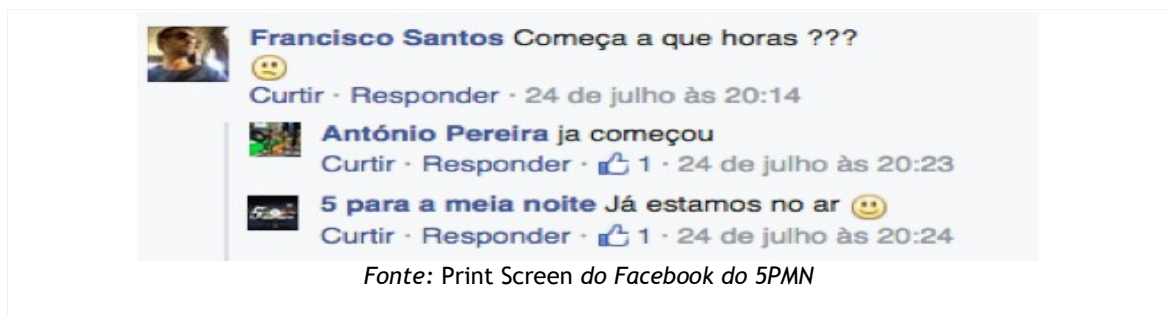 Francisco Santos Começa a que horas ???
Curtir · Responder · 24 de julho às 20:14
António Pereira ja começou
Curtir · Responder · 1 · 24 de julho às 20:23
5 para a meia noite Já estamos no ar
Curtir · Responder · 1 · 24 de julho às 20:24
Fonte: Print Screen do Facebook do 5PMN